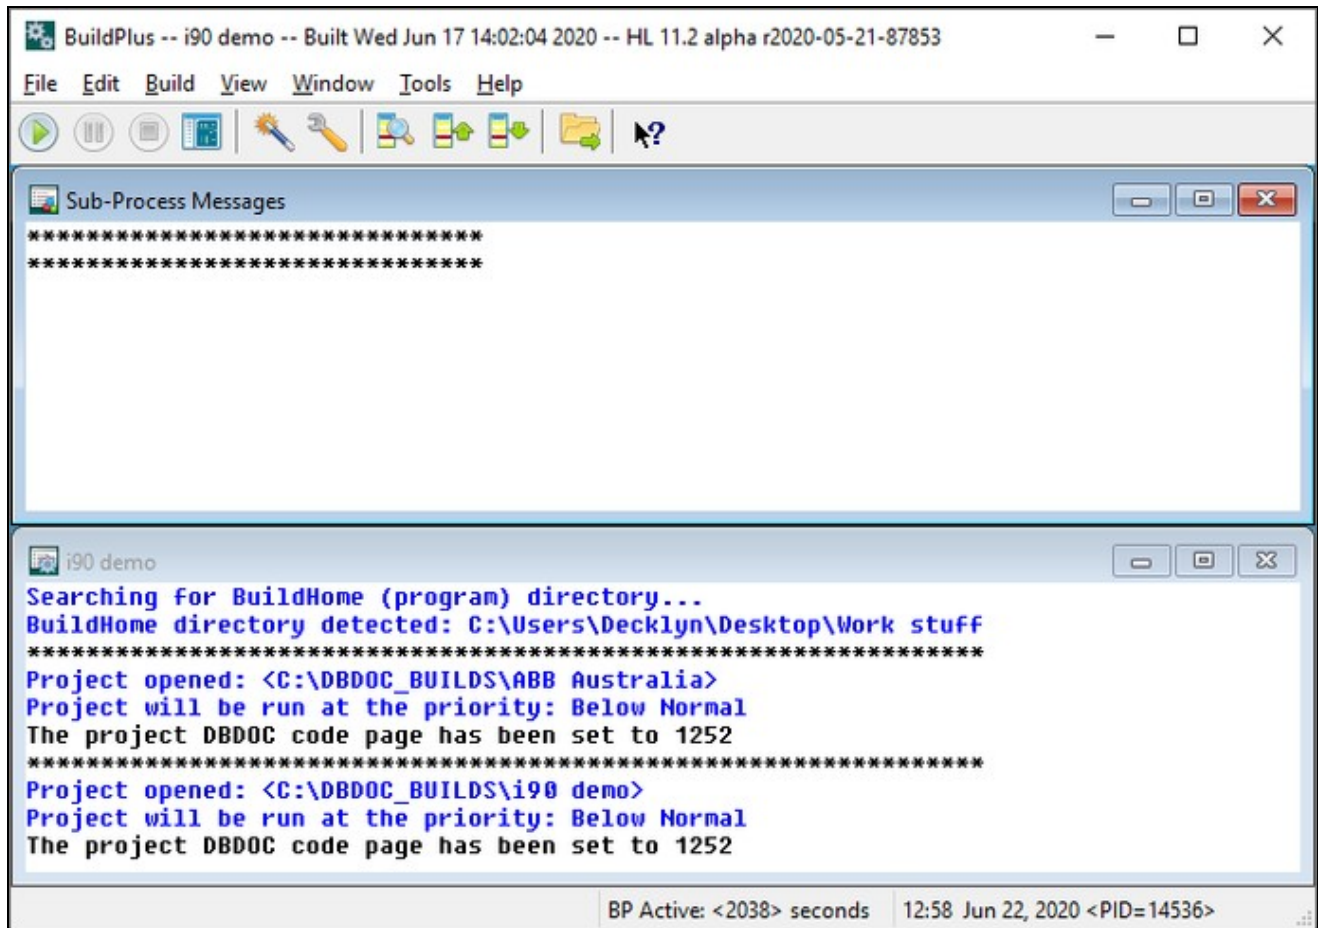 BuildPlus -- i90 demo -- Built Wed Jun 17 14:02:04 2020 -- HL 11.2 alpha r2020-05-21-87853
File Edit Build View Window Tools Help
?
Sub-Process Messages
*******************************
*******************************
i90 demo
Searching for BuildHome (program) directory...
BuildHome directory detected: C:\Users\Decklyn\Desktop\Work stuff
*****************************************************************
Project opened: <C:\DBDOC_BUILDS\ABB Australia>
Project will be run at the priority: Below Normal
The project DBDOC code page has been set to 1252
*****************************************************************
Project opened: <C:\DBDOC_BUILDS\i90 demo>
Project will be run at the priority: Below Normal
The project DBDOC code page has been set to 1252
BP Active: <2038> seconds 12:58 Jun 22, 2020 <PID=14536>